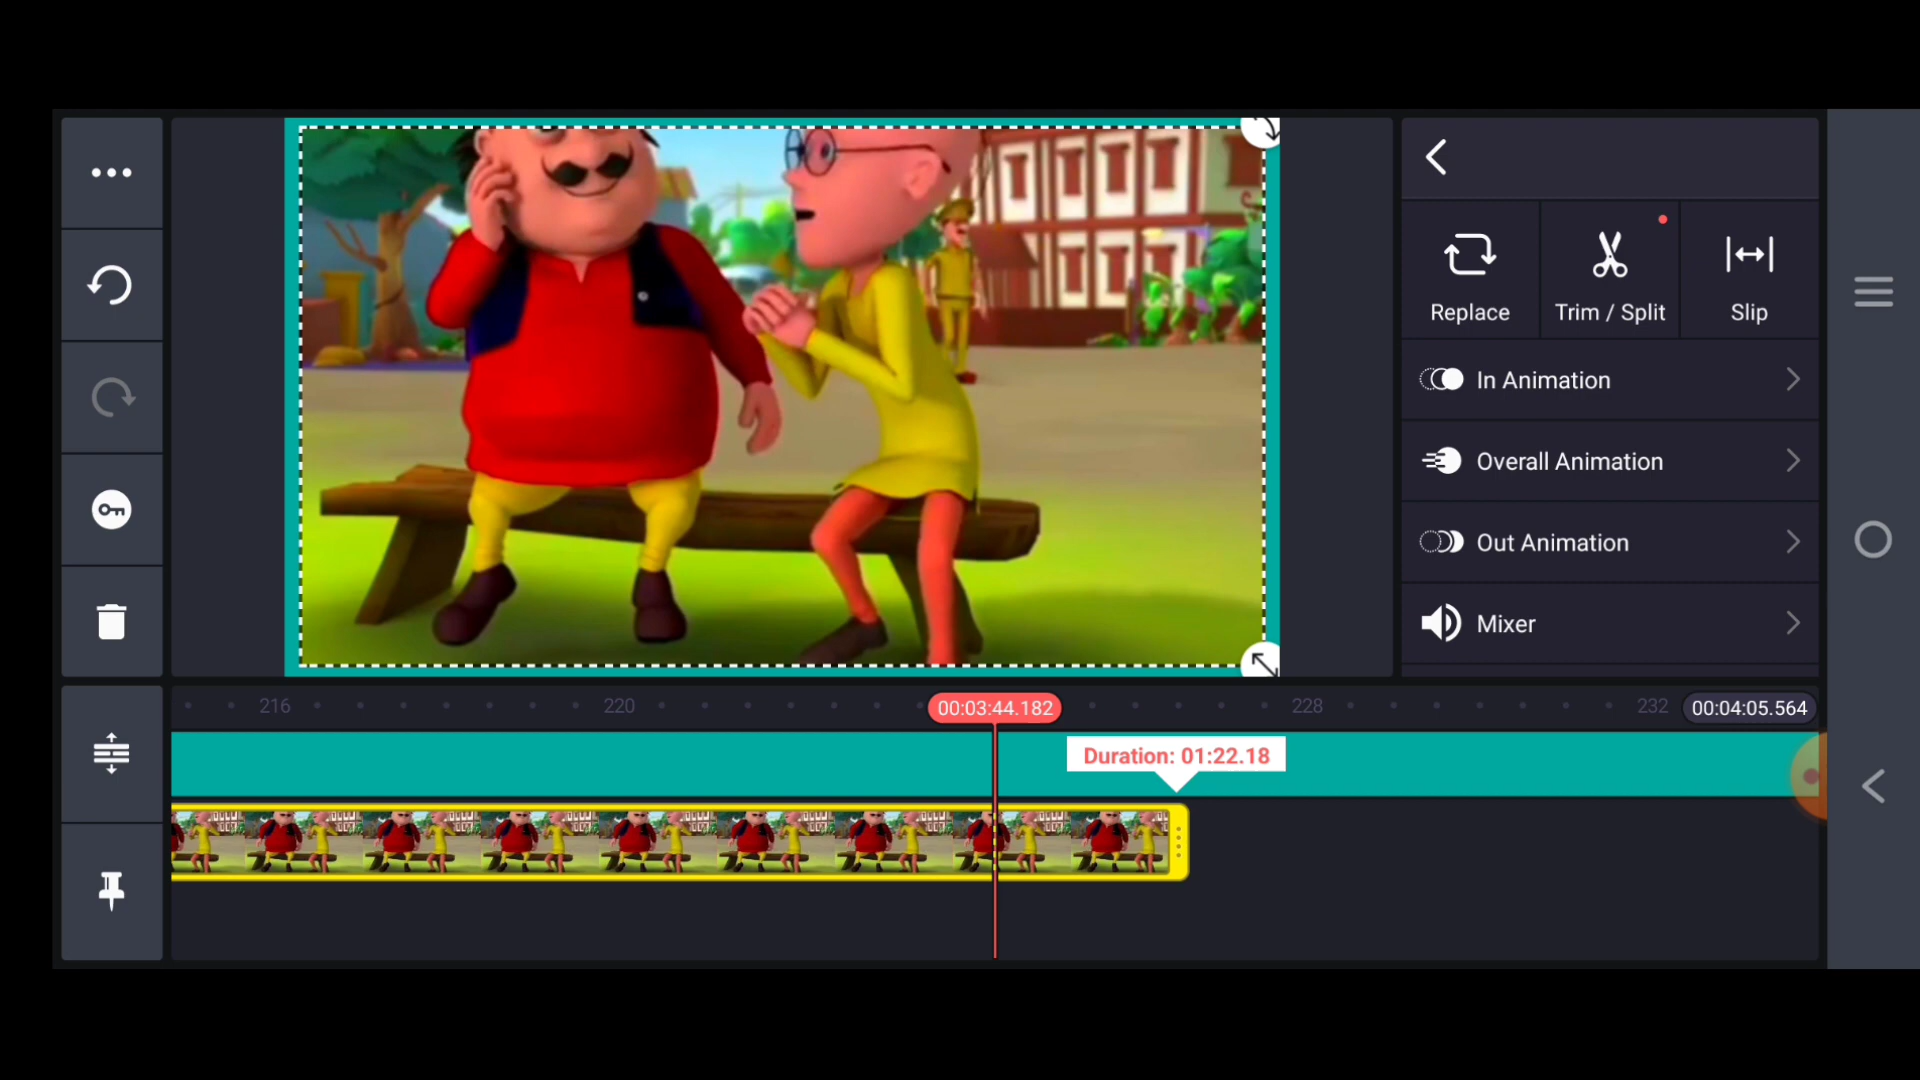 Replace
Trim / Split
Slip
In Animation
Overall Animation
Out Animation
Mixer
216
220
00:03:44.182
228
232
00:04:05.564
Duration: 01:22.18